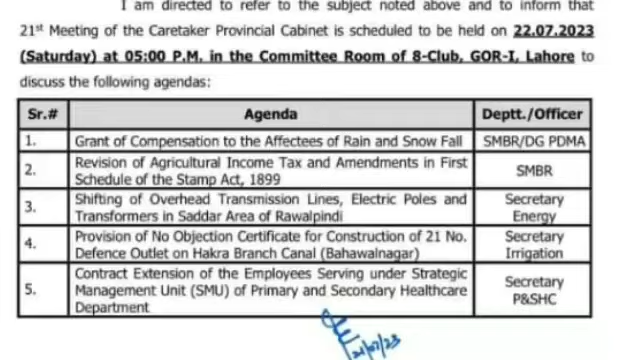 I am directed to refer to the subject noted above and to inform that
21st Meeting of the Caretaker Provincial Cabinet is scheduled to be held on 22.07.2023
(Saturday) at 05:00 P.M. in the Committee Room of 8-Club, GOR-I, Lahore to
discuss the following agendas:
Sr.# Agenda Deptt./Officer
1. Grant of Compensation to the Affectees of Rain and Snow Fall SMBR/DG PDMA
2. Revision of Agricultural Income Tax and Amendments in First SMBR
Schedule of the Stamp Act, 1899
3. Shifting of Overhead Transmission Lines, Electric Poles and Secretary
Transformers in Saddar Area of Rawalpindi Energy
4. Provision of No Objection Certificate for Construction of 21 No. Secretary
Defence Outlet on Hakra Branch Canal (Bahawalnagar) Irrigation
5. Contract Extension of the Employees Serving under Strategic Secretary
Management Unit (SMU) of Primary and Secondary Healthcare P&SHC
Department
21/07/23